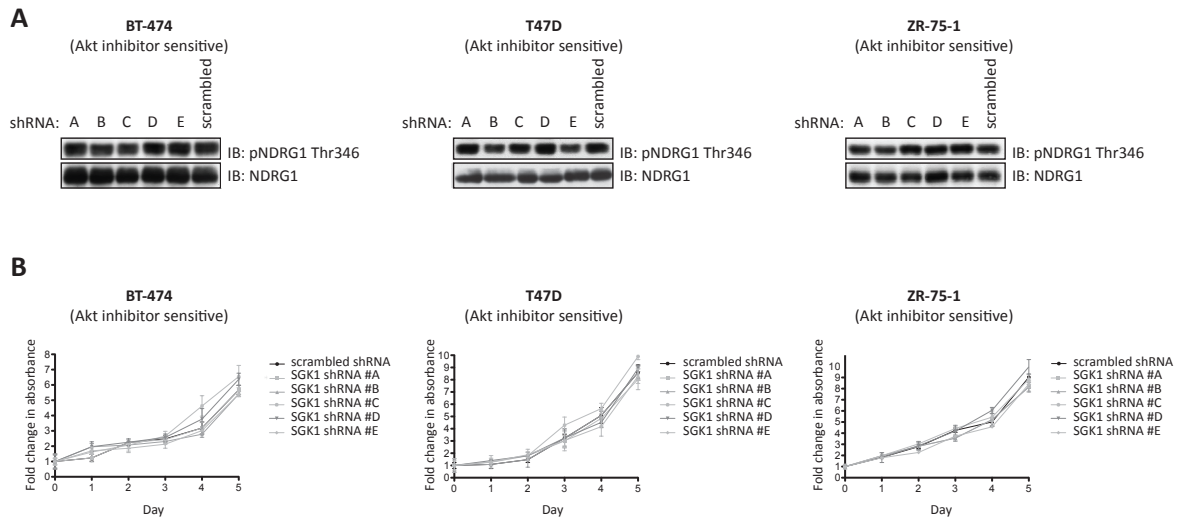 A
BT-474
(Akt inhibitor sensitive)
shRNA: A B C D E scrambled
IB: pNDRG1 Thr346
IB: NDRG1
T47D
(Akt inhibitor sensitive)
shRNA: A B C D E scrambled
IB: pNDRG1 Thr346
IB: NDRG1
ZR-75-1
(Akt inhibitor sensitive)
shRNA: A B C D E scrambled
IB: pNDRG1 Thr346
IB: NDRG1
B
BT-474
(Akt inhibitor sensitive)
Fold change in absorbance
8
7
6
5
4
3
2
1
0
0 1 2 3 4 5
Day
scrambled shRNA
SGK1 shRNA #A
SGK1 shRNA #B
SGK1 shRNA #C
SGK1 shRNA #D
SGK1 shRNA #E
T47D
(Akt inhibitor sensitive)
Fold change in absorbance
10
9
8
7
6
5
4
3
2
1
0
0 1 2 3 4 5
Day
scrambled shRNA
SGK1 shRNA #A
SGK1 shRNA #B
SGK1 shRNA #C
SGK1 shRNA #D
SGK1 shRNA #E
ZR-75-1
(Akt inhibitor sensitive)
Fold change in absorbance
10
9
8
7
6
5
4
3
2
1
0
0 1 2 3 4 5
Day
scrambled shRNA
SGK1 shRNA #A
SGK1 shRNA #B
SGK1 shRNA #C
SGK1 shRNA #D
SGK1 shRNA #E